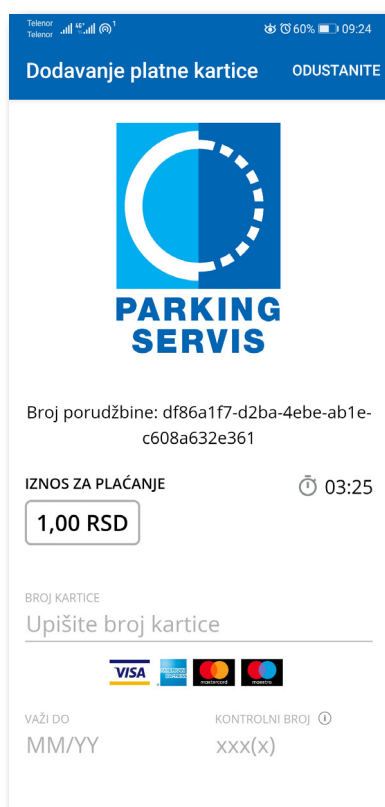 Telenor
Telenor
60% 09:24
Dodavanje platne kartice ODUSTANITE
PARKING
SERVIS
Broj porudžbine: df86a1f7-d2ba-4ebe-ab1e-
c608a632e361
IZNOS ZA PLAĆANJE 03:25
1,00 RSD
BROJ KARTICE
Upišite broj kartice
VISA AMERICAN EXPRESS mastercard maestro
VAŽI DO KONTROLNI BROJ
MM/YY xxx(x)